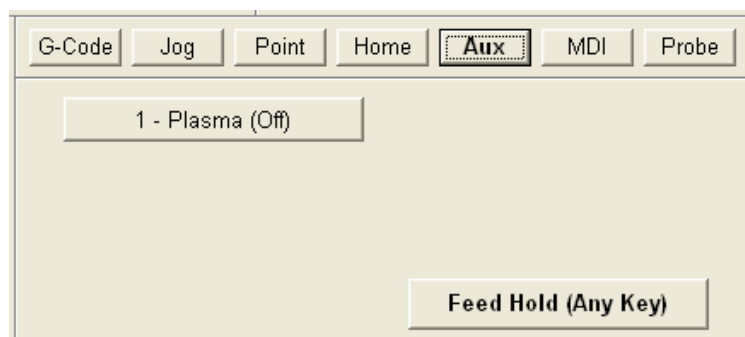 G-Code Jog Point Home Aux MDI Probe
1 - Plasma (Off)
Feed Hold (Any Key)